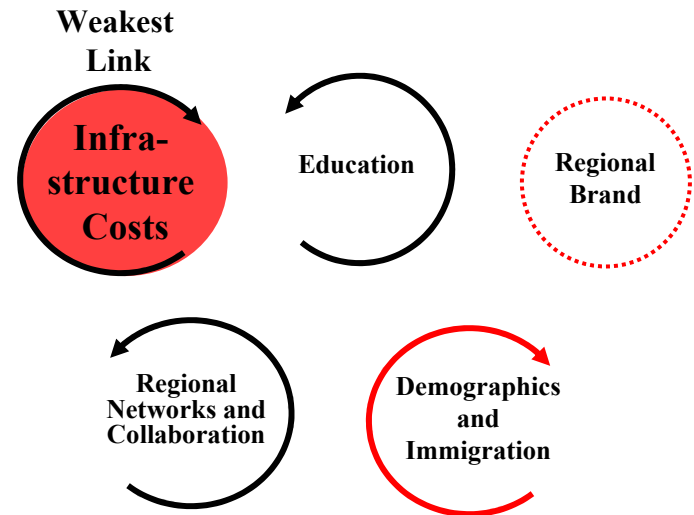 Weakest
Link
Infra-
structure
Costs
Education
Regional
Brand
Regional
Networks and
Collaboration
Demographics
and
Immigration